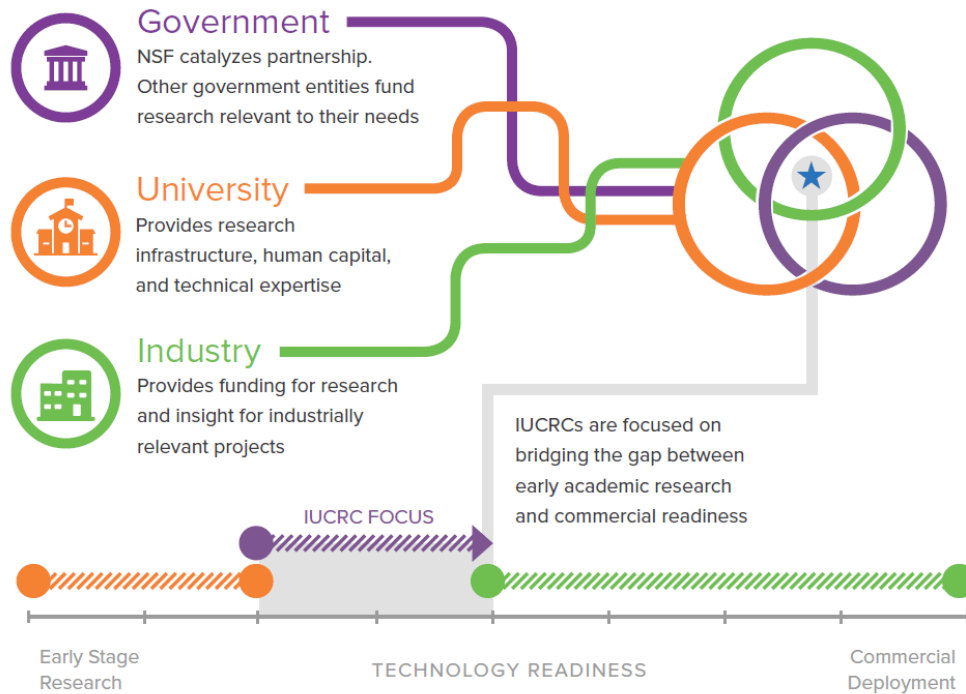 Government
NSF catalyzes partnership.
Other government entities fund
research relevant to their needs
University
Provides research
infrastructure, human capital,
and technical expertise
Industry
Provides funding for research
and insight for industrially
relevant projects
IUCRCs are focused on
bridging the gap between
early academic research
and commercial readiness
IUCRC FOCUS
Early Stage
Research
TECHNOLOGY READINESS
Commercial
Deployment